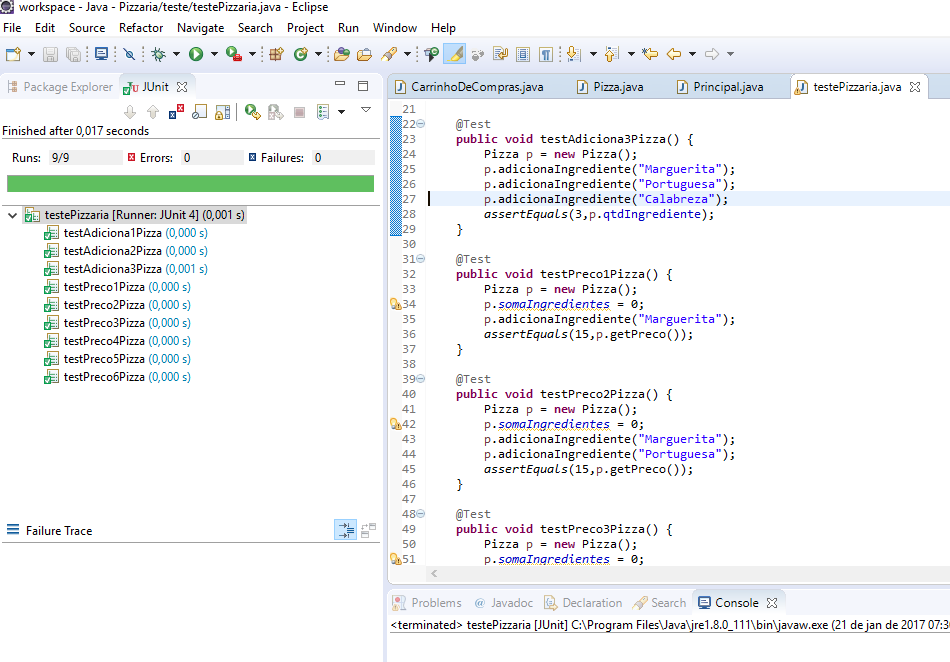 workspace - Java - Pizzaria/teste/testePizzaria.java - Eclipse
File Edit Source Refactor Navigate Search Project Run Window Help
Package Explorer JUnit
Finished after 0,017 seconds
Runs: 9/9 Errors: 0 Failures: 0
testePizzaria [Runner: JUnit 4] (0,001 s)
testAdiciona1Pizza (0,000 s)
testAdiciona2Pizza (0,000 s)
testAdiciona3Pizza (0,001 s)
testPreco1Pizza (0,000 s)
testPreco2Pizza (0,000 s)
testPreco3Pizza (0,000 s)
testPreco4Pizza (0,000 s)
testPreco5Pizza (0,000 s)
testPreco6Pizza (0,000 s)
Failure Trace
CarrinhoDeCompras.java Pizza.java Principal.java testePizzaria.java
21
22 @Test
23 public void testAdiciona3Pizza() {
24 Pizza p = new Pizza();
25 p.adicionaIngrediente("Marguerita");
26 p.adicionaIngrediente("Portuguesa");
27 p.adicionaIngrediente("Calabreza");
28 assertEquals(3,p.qtdIngrediente);
29 }
30
31 @Test
32 public void testPreco1Pizza() {
33 Pizza p = new Pizza();
34 p.somaIngredientes = 0;
35 p.adicionaIngrediente("Marguerita");
36 assertEquals(15,p.getPreco());
37 }
38
39 @Test
40 public void testPreco2Pizza() {
41 Pizza p = new Pizza();
42 p.somaIngredientes = 0;
43 p.adicionaIngrediente("Marguerita");
44 p.adicionaIngrediente("Portuguesa");
45 assertEquals(15,p.getPreco());
46 }
47
48 @Test
49 public void testPreco3Pizza() {
50 Pizza p = new Pizza();
51 p.somaIngredientes = 0;
Problems @ Javadoc Declaration Search Console
<terminated> testePizzaria [JUnit] C:\Program Files\Java\jre1.8.0_111\bin\javaw.exe (21 de jan de 2017 07:3